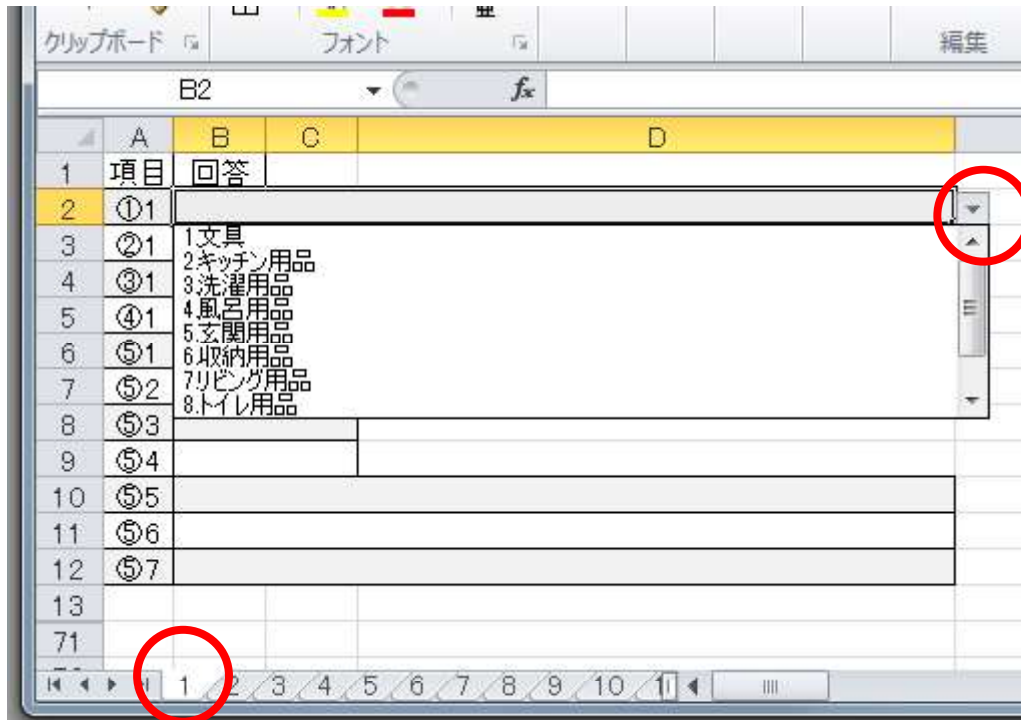 亜
クリップボード フォント 編集
B2 fx
A B C D
1 項目 回答
2 ①1
3 ②1
4 ③1
5 ④1
6 ⑤1
7 ⑤2
8 ⑤3
9 ⑤4
10 ⑤5
11 ⑤6
12 ⑤7
13
71
1.文具
2.キッチン用品
3.洗濯用品
4.風呂用品
5.玄関用品
6.収納用品
7.リビング用品
8.トイレ用品
1 2 3 4 5 6 7 8 9 10